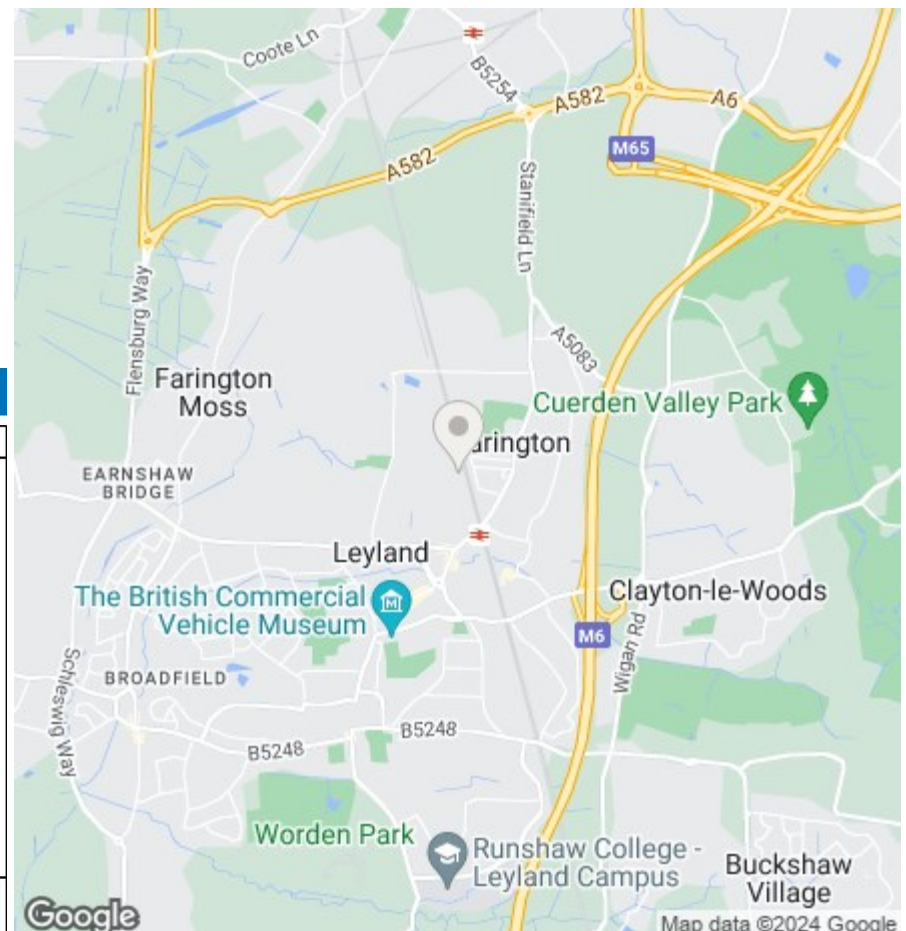 Coote Ln
B5254
A582
A6
M65
A582
Stanifield Ln
Flensburg Way
A5083
Farington
Moss
Cuerden Valley Park
arington
EARNSHAW
BRIDGE
Leyland
The British Commercial
Vehicle Museum
M
Clayton-le-Woods
M6
Wigan Rd
Schleswig Way
BROADFIELD
B5248
B5248
Worden Park
Runshaw College -
Leyland Campus
Buckshaw
Village
Google
Map data ©2024 Google